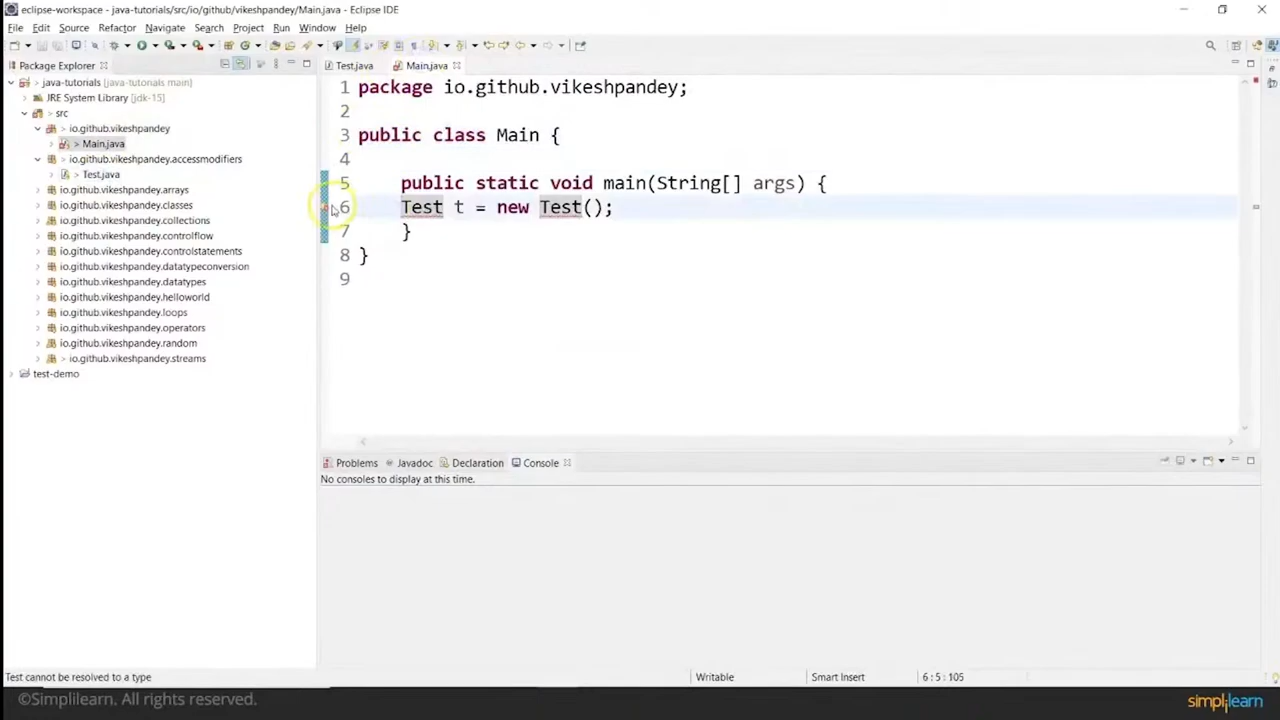 eclipse-workspace - java-tutorials/src/io/github/vikeshpandey/Main.java - Eclipse IDE
File Edit Source Refactor Navigate Search Project Run Window Help
Package Explorer
Test.java
Main.java
java-tutorials (java-tutorials main)
JRE System Library [jdk-15]
src
io.github.vikeshpandey
Main.java
io.github.vikeshpandey.accessmodifiers
Test.java
io.github.vikeshpandey.arrays
io.github.vikeshpandey.classes
io.github.vikeshpandey.collections
io.github.vikeshpandey.controlflow
io.github.vikeshpandey.controlstatements
io.github.vikeshpandey.datatypeconversion
io.github.vikeshpandey.datatypes
io.github.vikeshpandey.helloworld
io.github.vikeshpandey.loops
io.github.vikeshpandey.operators
io.github.vikeshpandey.random
io.github.vikeshpandey.streams
test-demo
1 package io.github.vikeshpandey;
2
3 public class Main {
4
5 public static void main(String[] args) {
6 Test t = new Test();
7 }
8 }
9
Problems Javadoc Declaration Console
No consoles to display at this time.
Test cannot be resolved to a type
Writable
Smart Insert
6 : 5 : 105
©Simplilearn. All rights reserved.
simplilearn